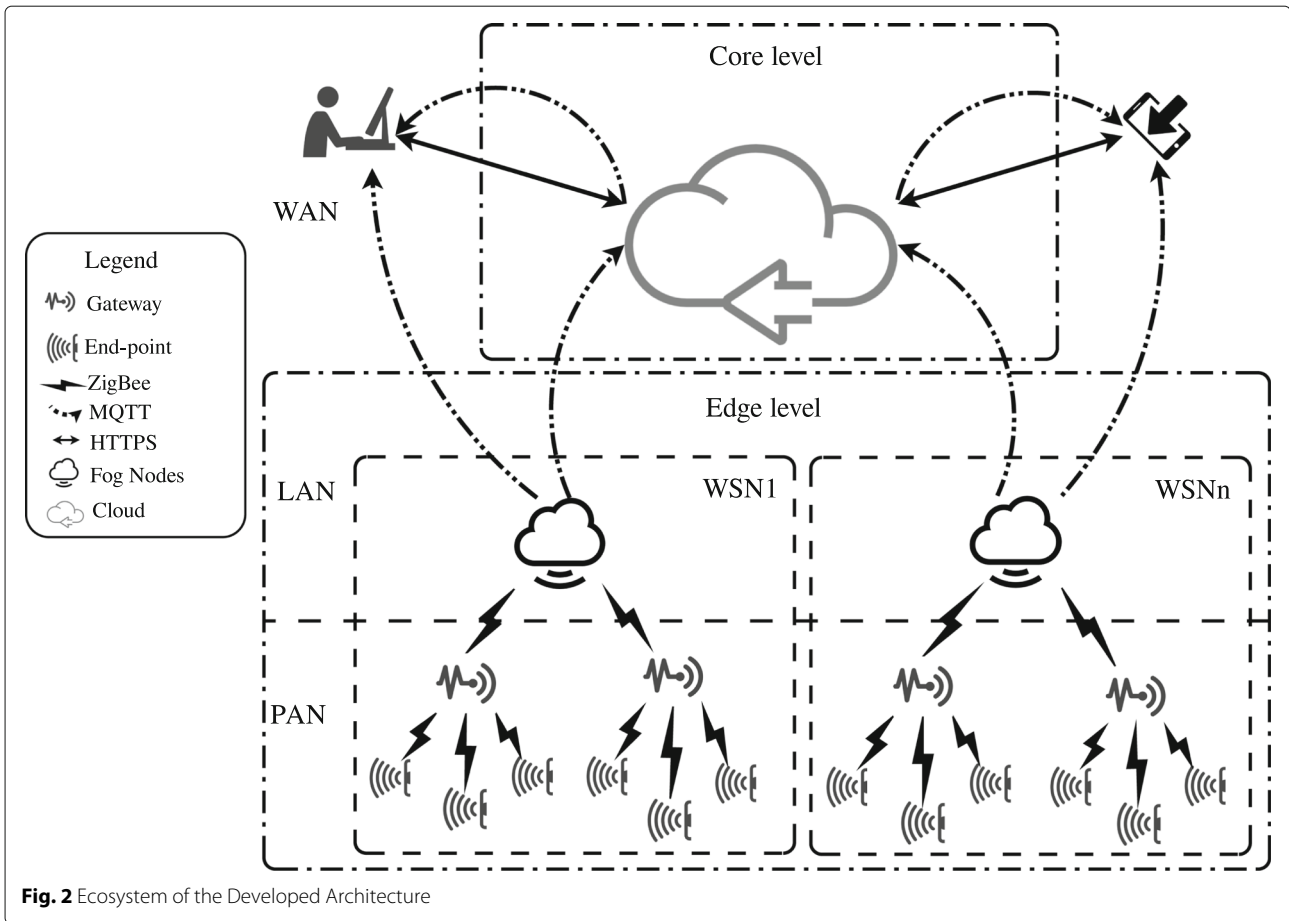 Core level
WAN
Legend
Gateway
End-point
ZigBee
MQTT
HTTPS
Fog Nodes
Cloud
Edge level
LAN
WSN1
WSNn
PAN
Fig. 2 Ecosystem of the Developed Architecture